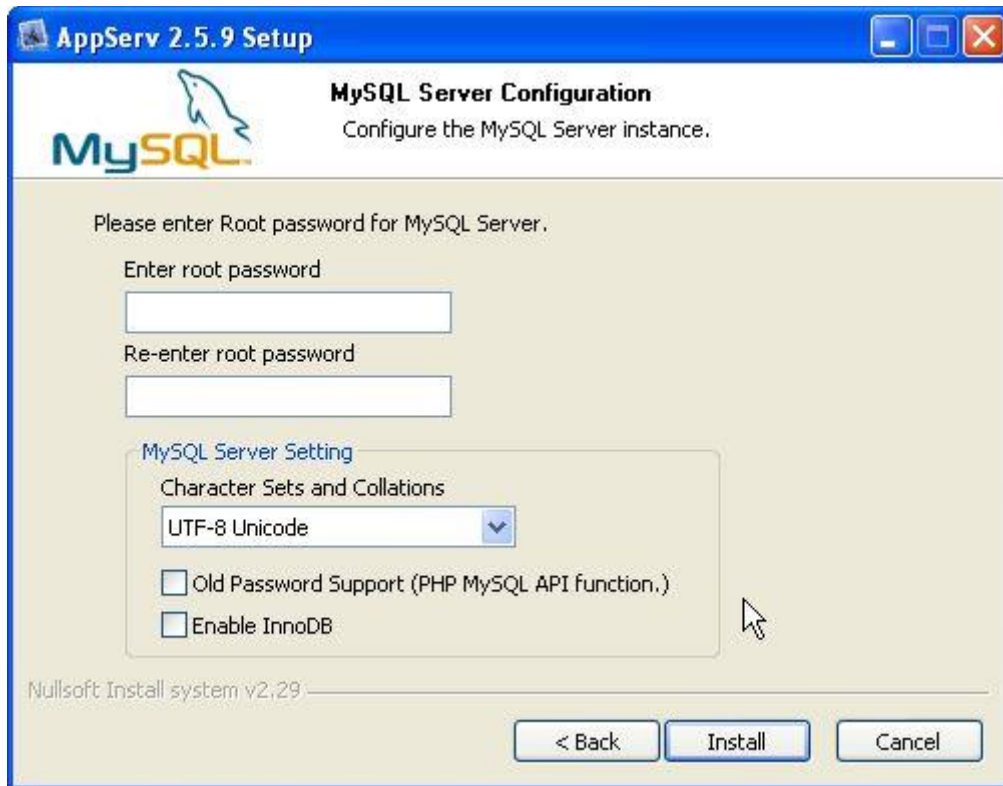 AppServ 2.5.9 Setup
MySQL Server Configuration
Configure the MySQL Server instance.
MySQL
Please enter Root password for MySQL Server.
Enter root password
Re-enter root password
MySQL Server Setting
Character Sets and Collations
UTF-8 Unicode
Old Password Support (PHP MySQL API function.)
Enable InnoDB
Nullsoft Install system v2.29
< Back Install Cancel